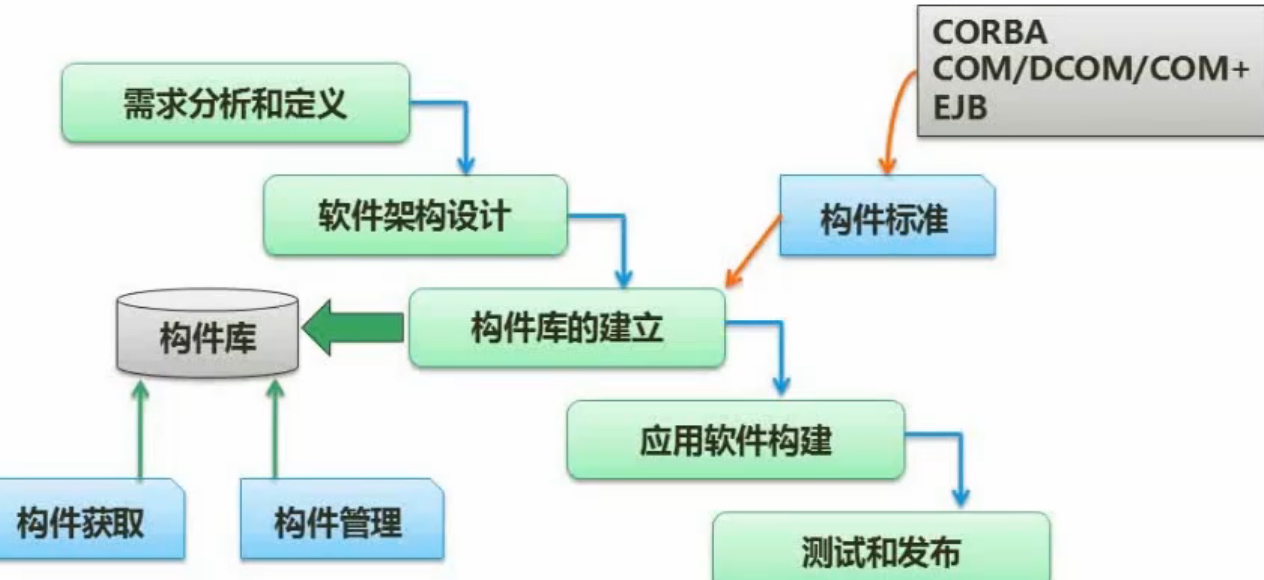 CORBA
COM/DCOM/COM+
EJB
需求分析和定义
软件架构设计
构件标准
构件库
构件库的建立
应用软件构建
构件获取
构件管理
测试和发布